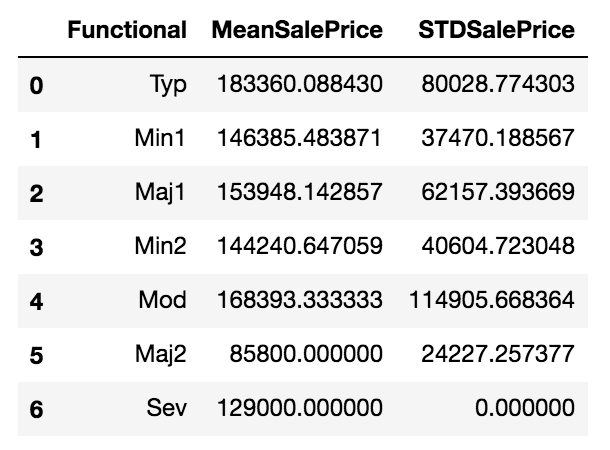 Functional MeanSalePrice STDSalePrice
0 Typ 183360.088430 80028.774303
1 Min1 146385.483871 37470.188567
2 Maj1 153948.142857 62157.393669
3 Min2 144240.647059 40604.723048
4 Mod 168393.333333 114905.668364
5 Maj2 85800.000000 24227.257377
6 Sev 129000.000000 0.000000